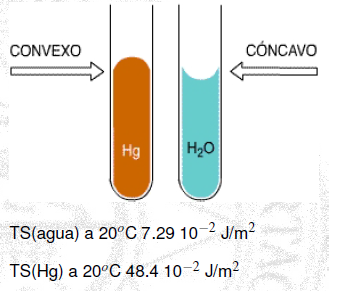 CONVEXO
CÓNCAVO
Hg
H₂O
TS(agua) a 20ºC 7.29 10⁻² J/m²
TS(Hg) a 20ºC 48.4 10⁻² J/m²